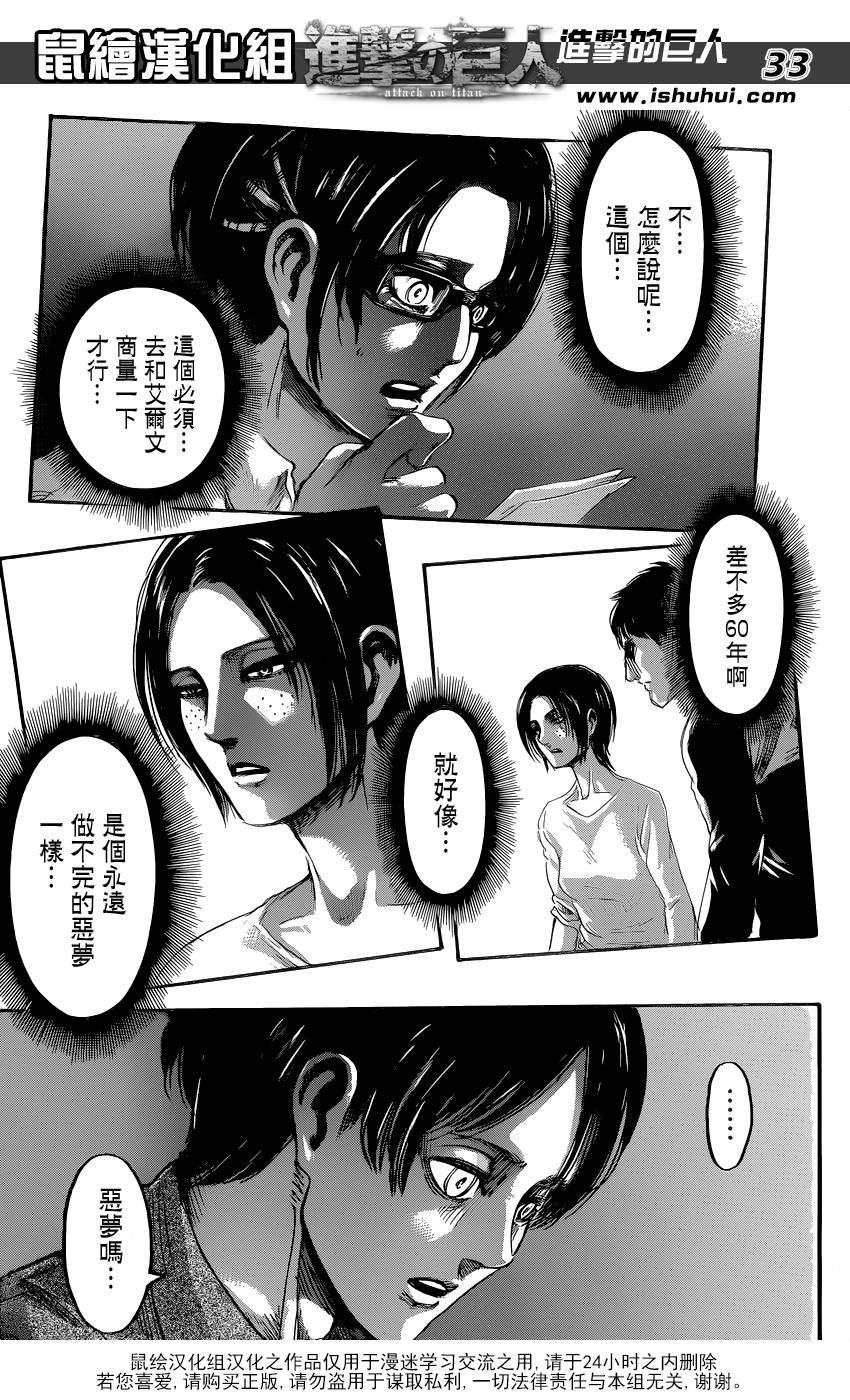 鼠繪漢化組
進撃の巨人
attack on titan
進擊的巨人
33
www.ishuhui.com
不…
怎麼說呢…
這個…
這個必須…
去和艾爾文
商量一下
才行…
差不多60年啊
就好像…
是個永遠
做不完的惡夢
一樣…
……
惡夢嗎…
鼠绘汉化组汉化之作品仅用于漫迷学习交流之用, 请于24小时之内删除
若您喜爱, 请购买正版, 请勿盗用于谋取私利, 一切法律责任与本组无关, 谢谢。